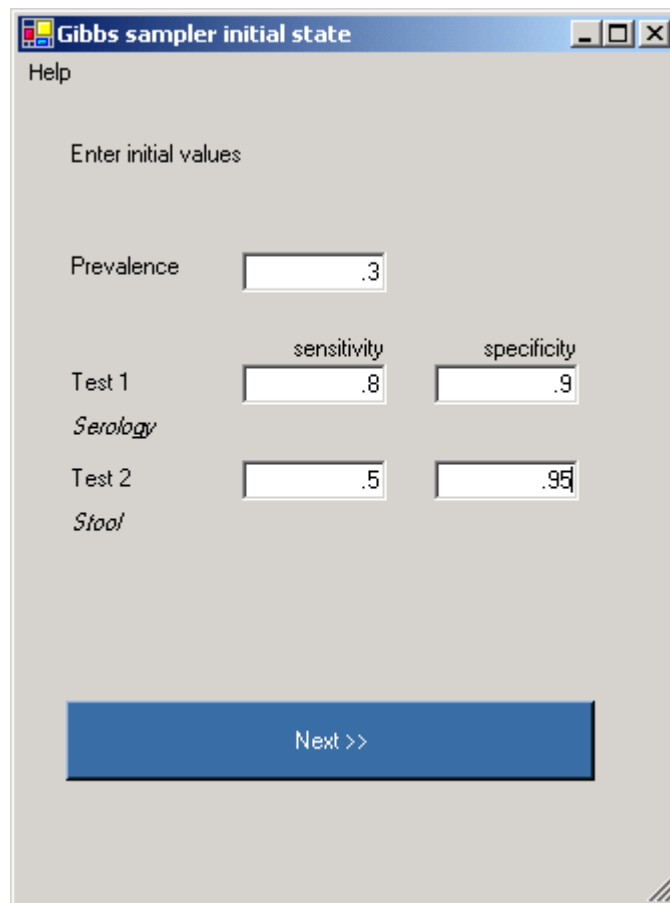 Gibbs sampler initial state
Help
Enter initial values
Prevalence .3
sensitivity specificity
Test 1 .8 .9
Serology
Test 2 .5 .95
Stool
Next >>